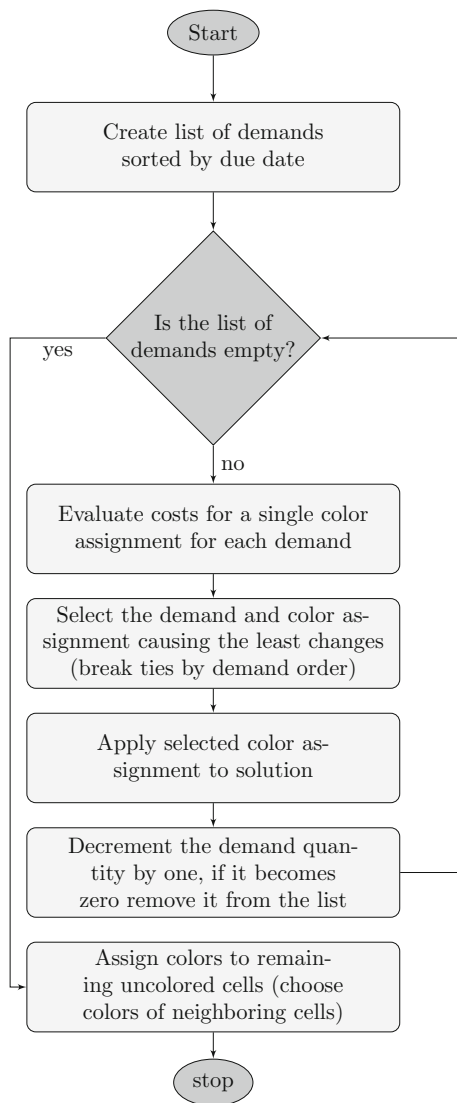 Start
Create list of demands
sorted by due date
Is the list of
demands empty?
yes
no
Evaluate costs for a single color
assignment for each demand
Select the demand and color as-
signment causing the least changes
(break ties by demand order)
Apply selected color as-
signment to solution
Decrement the demand quan-
tity by one, if it becomes
zero remove it from the list
Assign colors to remain-
ing uncolored cells (choose
colors of neighboring cells)
stop